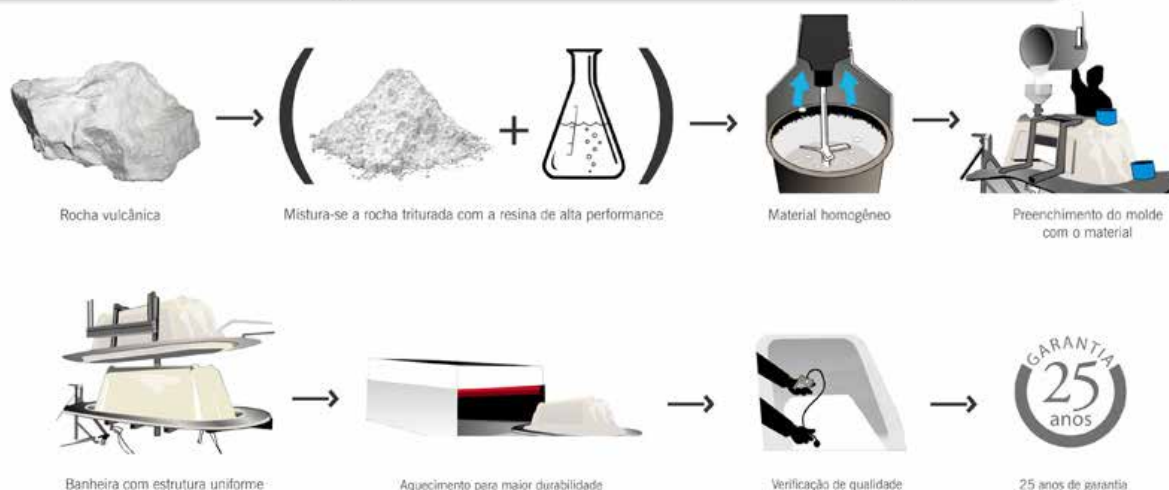 Rocha vulcânica
Mistura-se a rocha triturada com a resina de alta performance
Material homogêneo
Preenchimento do molde
com o material
Banheira com estrutura uniforme
Aquecimento para maior durabilidade
Verificação de qualidade
GARANTIA
25
anos
25 anos de garantia